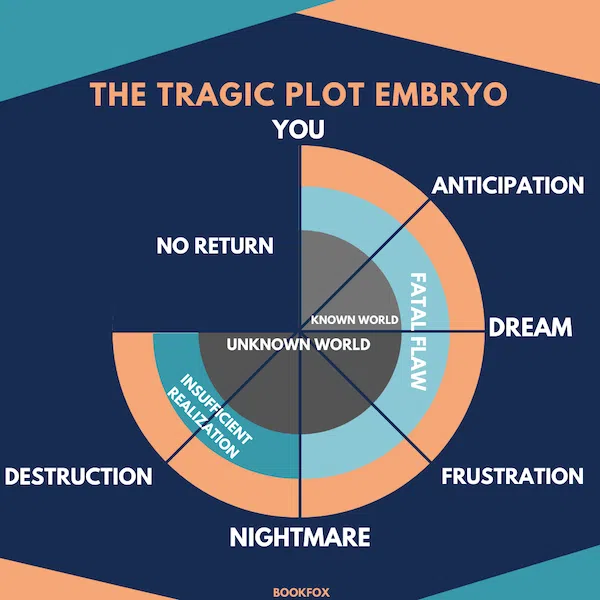 THE TRAGIC PLOT EMBRYO
YOU
ANTICIPATION
NO RETURN
FATAL FLAW
KNOWN WORLD
DREAM
UNKNOWN WORLD
INSUFFICIENT
REALIZATION
DESTRUCTION
FRUSTRATION
NIGHTMARE
BOOKFOX